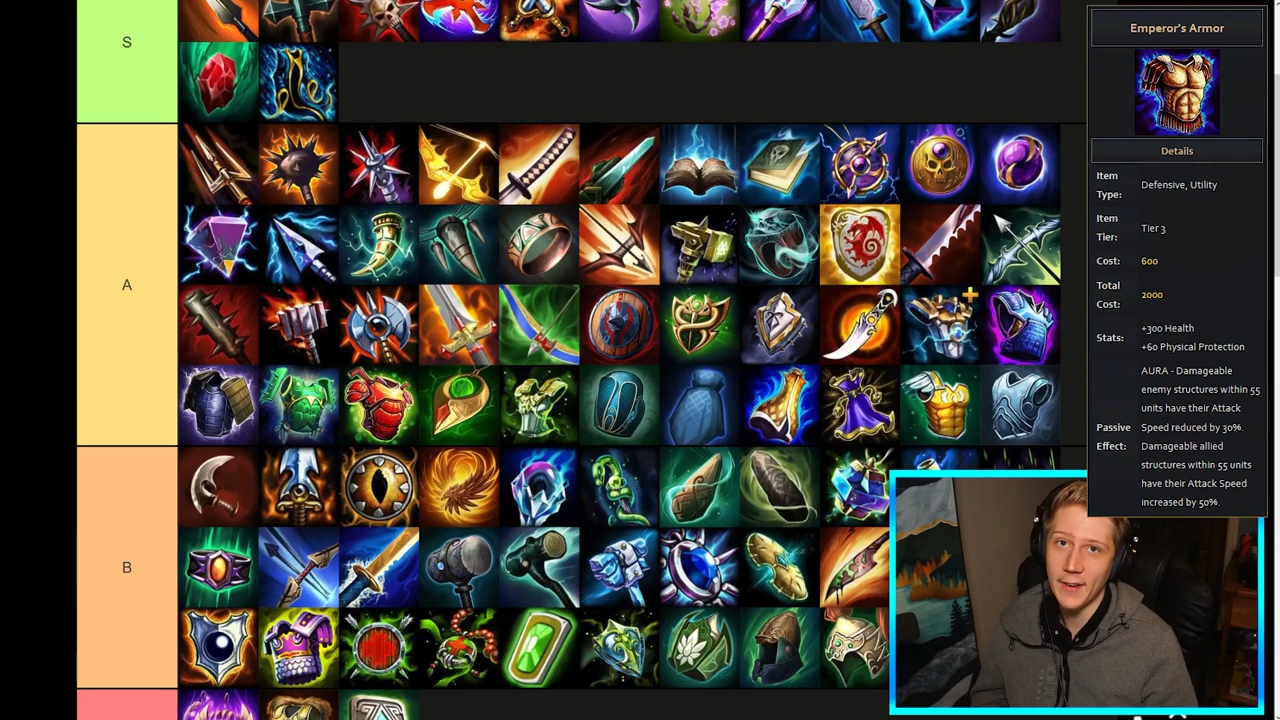 S
A
B
Emperor's Armor
Details
Item
Type:
Defensive, Utility
Item
Tier:
Tier 3
Cost:
600
Total
Cost:
2000
Stats:
+300 Health
+60 Physical Protection
Passive
Effect:
AURA - Damageable
enemy structures within 55
units have their Attack
Speed reduced by 30%.
Damageable allied
structures within 55 units
have their Attack Speed
increased by 50%.